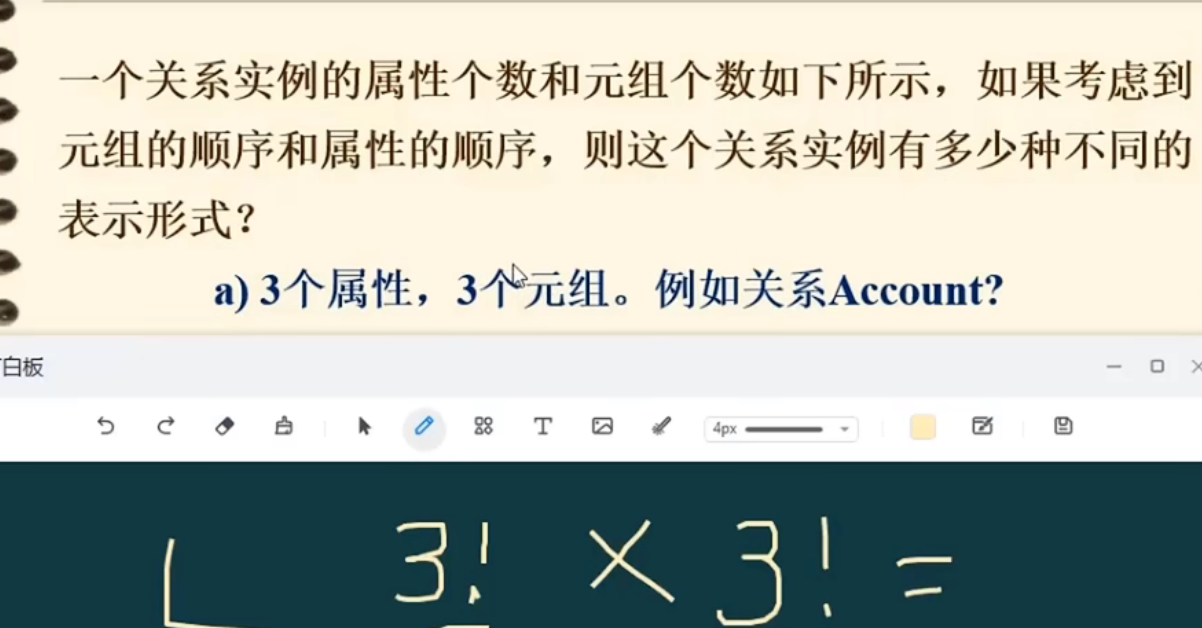 一个关系实例的属性个数和元组个数如下所示，如果考虑到
元组的顺序和属性的顺序，则这个关系实例有多少种不同的
表示形式？
a) 3个属性，3个元组。例如关系Account?
白板
4px
3! × 3! =